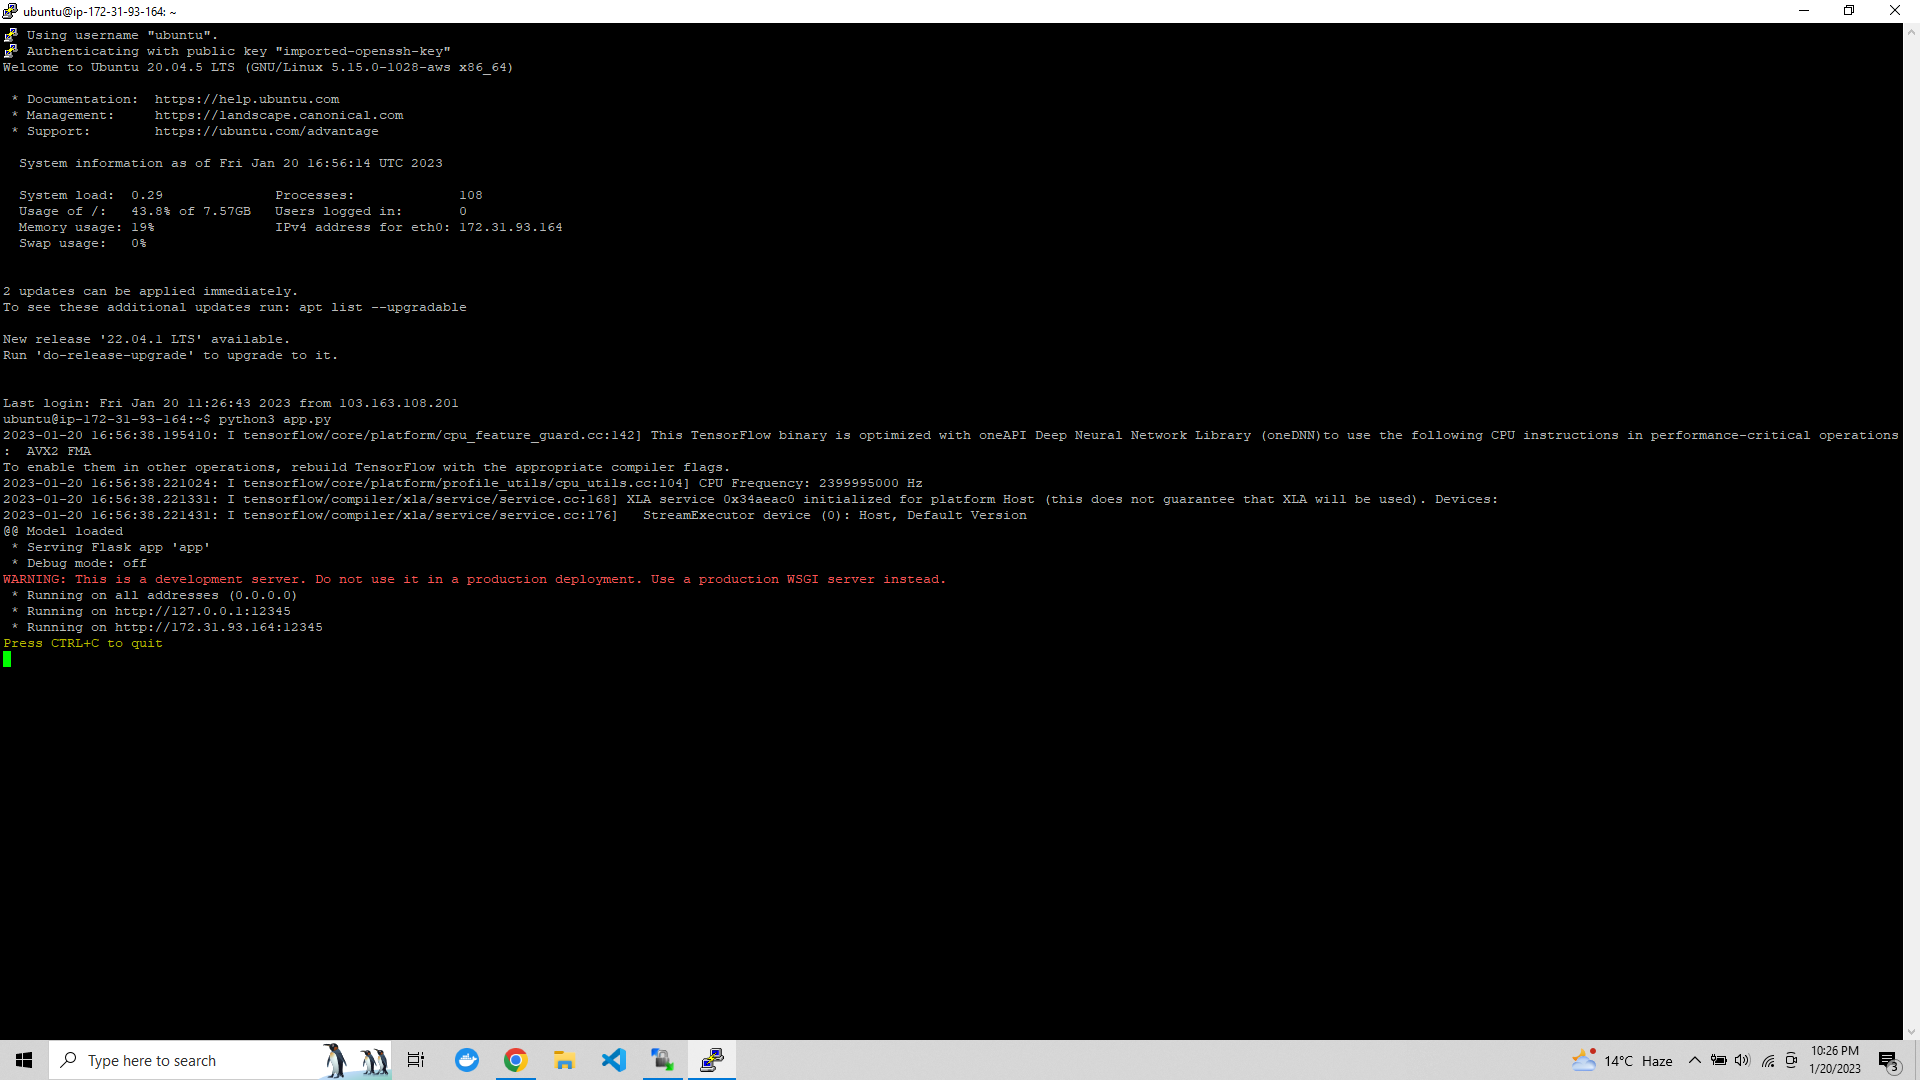 ubuntu@ip-172-31-93-164: ~
Using username "ubuntu".
Authenticating with public key "imported-openssh-key"
Welcome to Ubuntu 20.04.5 LTS (GNU/Linux 5.15.0-1028-aws x86_64)
* Documentation:  https://help.ubuntu.com
* Management:     https://landscape.canonical.com
* Support:        https://ubuntu.com/advantage
System information as of Fri Jan 20 16:56:14 UTC 2023
System load:  0.29              Processes:             108
Usage of /:   43.8% of 7.57GB   Users logged in:       0
Memory usage: 19%               IPv4 address for eth0: 172.31.93.164
Swap usage:   0%
2 updates can be applied immediately.
To see these additional updates run: apt list --upgradable
New release '22.04.1 LTS' available.
Run 'do-release-upgrade' to upgrade to it.
Last login: Fri Jan 20 11:26:43 2023 from 103.163.108.201
ubuntu@ip-172-31-93-164:~$ python3 app.py
2023-01-20 16:56:38.195410: I tensorflow/core/platform/cpu_feature_guard.cc:142] This TensorFlow binary is optimized with oneAPI Deep Neural Network Library (oneDNN)to use the following CPU instructions in performance-critical operations
:  AVX2 FMA
To enable them in other operations, rebuild TensorFlow with the appropriate compiler flags.
2023-01-20 16:56:38.221024: I tensorflow/core/platform/profile_utils/cpu_utils.cc:104] CPU Frequency: 2399995000 Hz
2023-01-20 16:56:38.221331: I tensorflow/compiler/xla/service/service.cc:168] XLA service 0x34aeac0 initialized for platform Host (this does not guarantee that XLA will be used). Devices:
2023-01-20 16:56:38.221431: I tensorflow/compiler/xla/service/service.cc:176]   StreamExecutor device (0): Host, Default Version
@@ Model loaded
* Serving Flask app 'app'
* Debug mode: off
WARNING: This is a development server. Do not use it in a production deployment. Use a production WSGI server instead.
* Running on all addresses (0.0.0.0)
* Running on http://127.0.0.1:12345
* Running on http://172.31.93.164:12345
Press CTRL+C to quit
Type here to search
14°C Haze
10:26 PM
1/20/2023
3